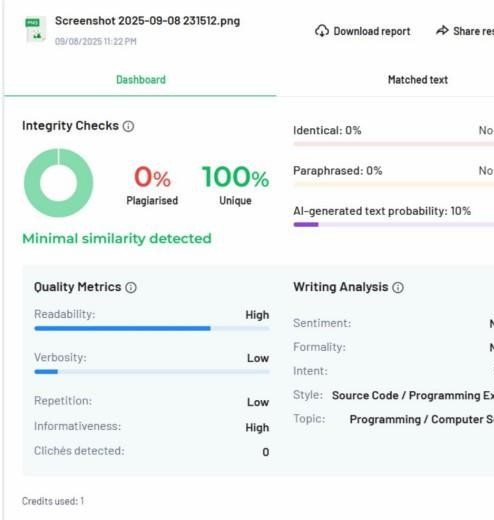 PNG
Screenshot 2025-09-08 231512.png
09/08/2025 11:22 PM
Download report
Share res
Dashboard
Matched text
Integrity Checks
0%
Plagiarised
100%
Unique
Minimal similarity detected
Identical: 0%
No
Paraphrased: 0%
No
AI-generated text probability: 10%
Quality Metrics
Readability: High
Verbosity: Low
Repetition: Low
Informativeness: High
Clichés detected: 0
Writing Analysis
Sentiment: N
Formality: N
Intent:
Style: Source Code / Programming Ex
Topic: Programming / Computer S
Credits used: 1